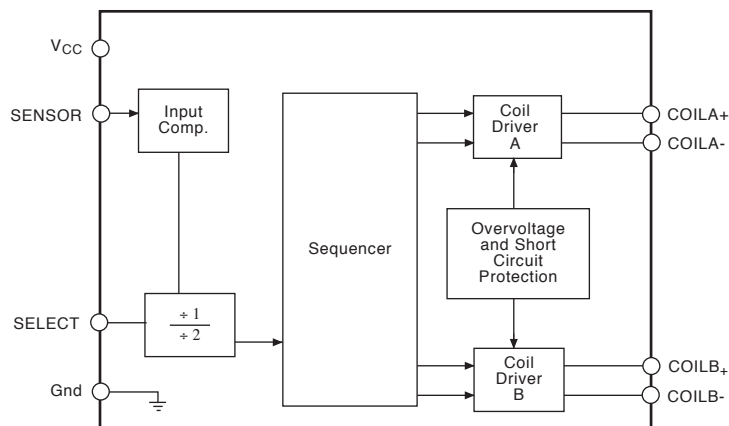 VCC
SENSOR
Input
Comp.
Coil
Driver
A
COILA+
COILA-
Sequencer
Overvoltage
and Short
Circuit
Protection
SELECT
÷ 1
÷ 2
Gnd
Coil
Driver
B
COILB+
COILB-